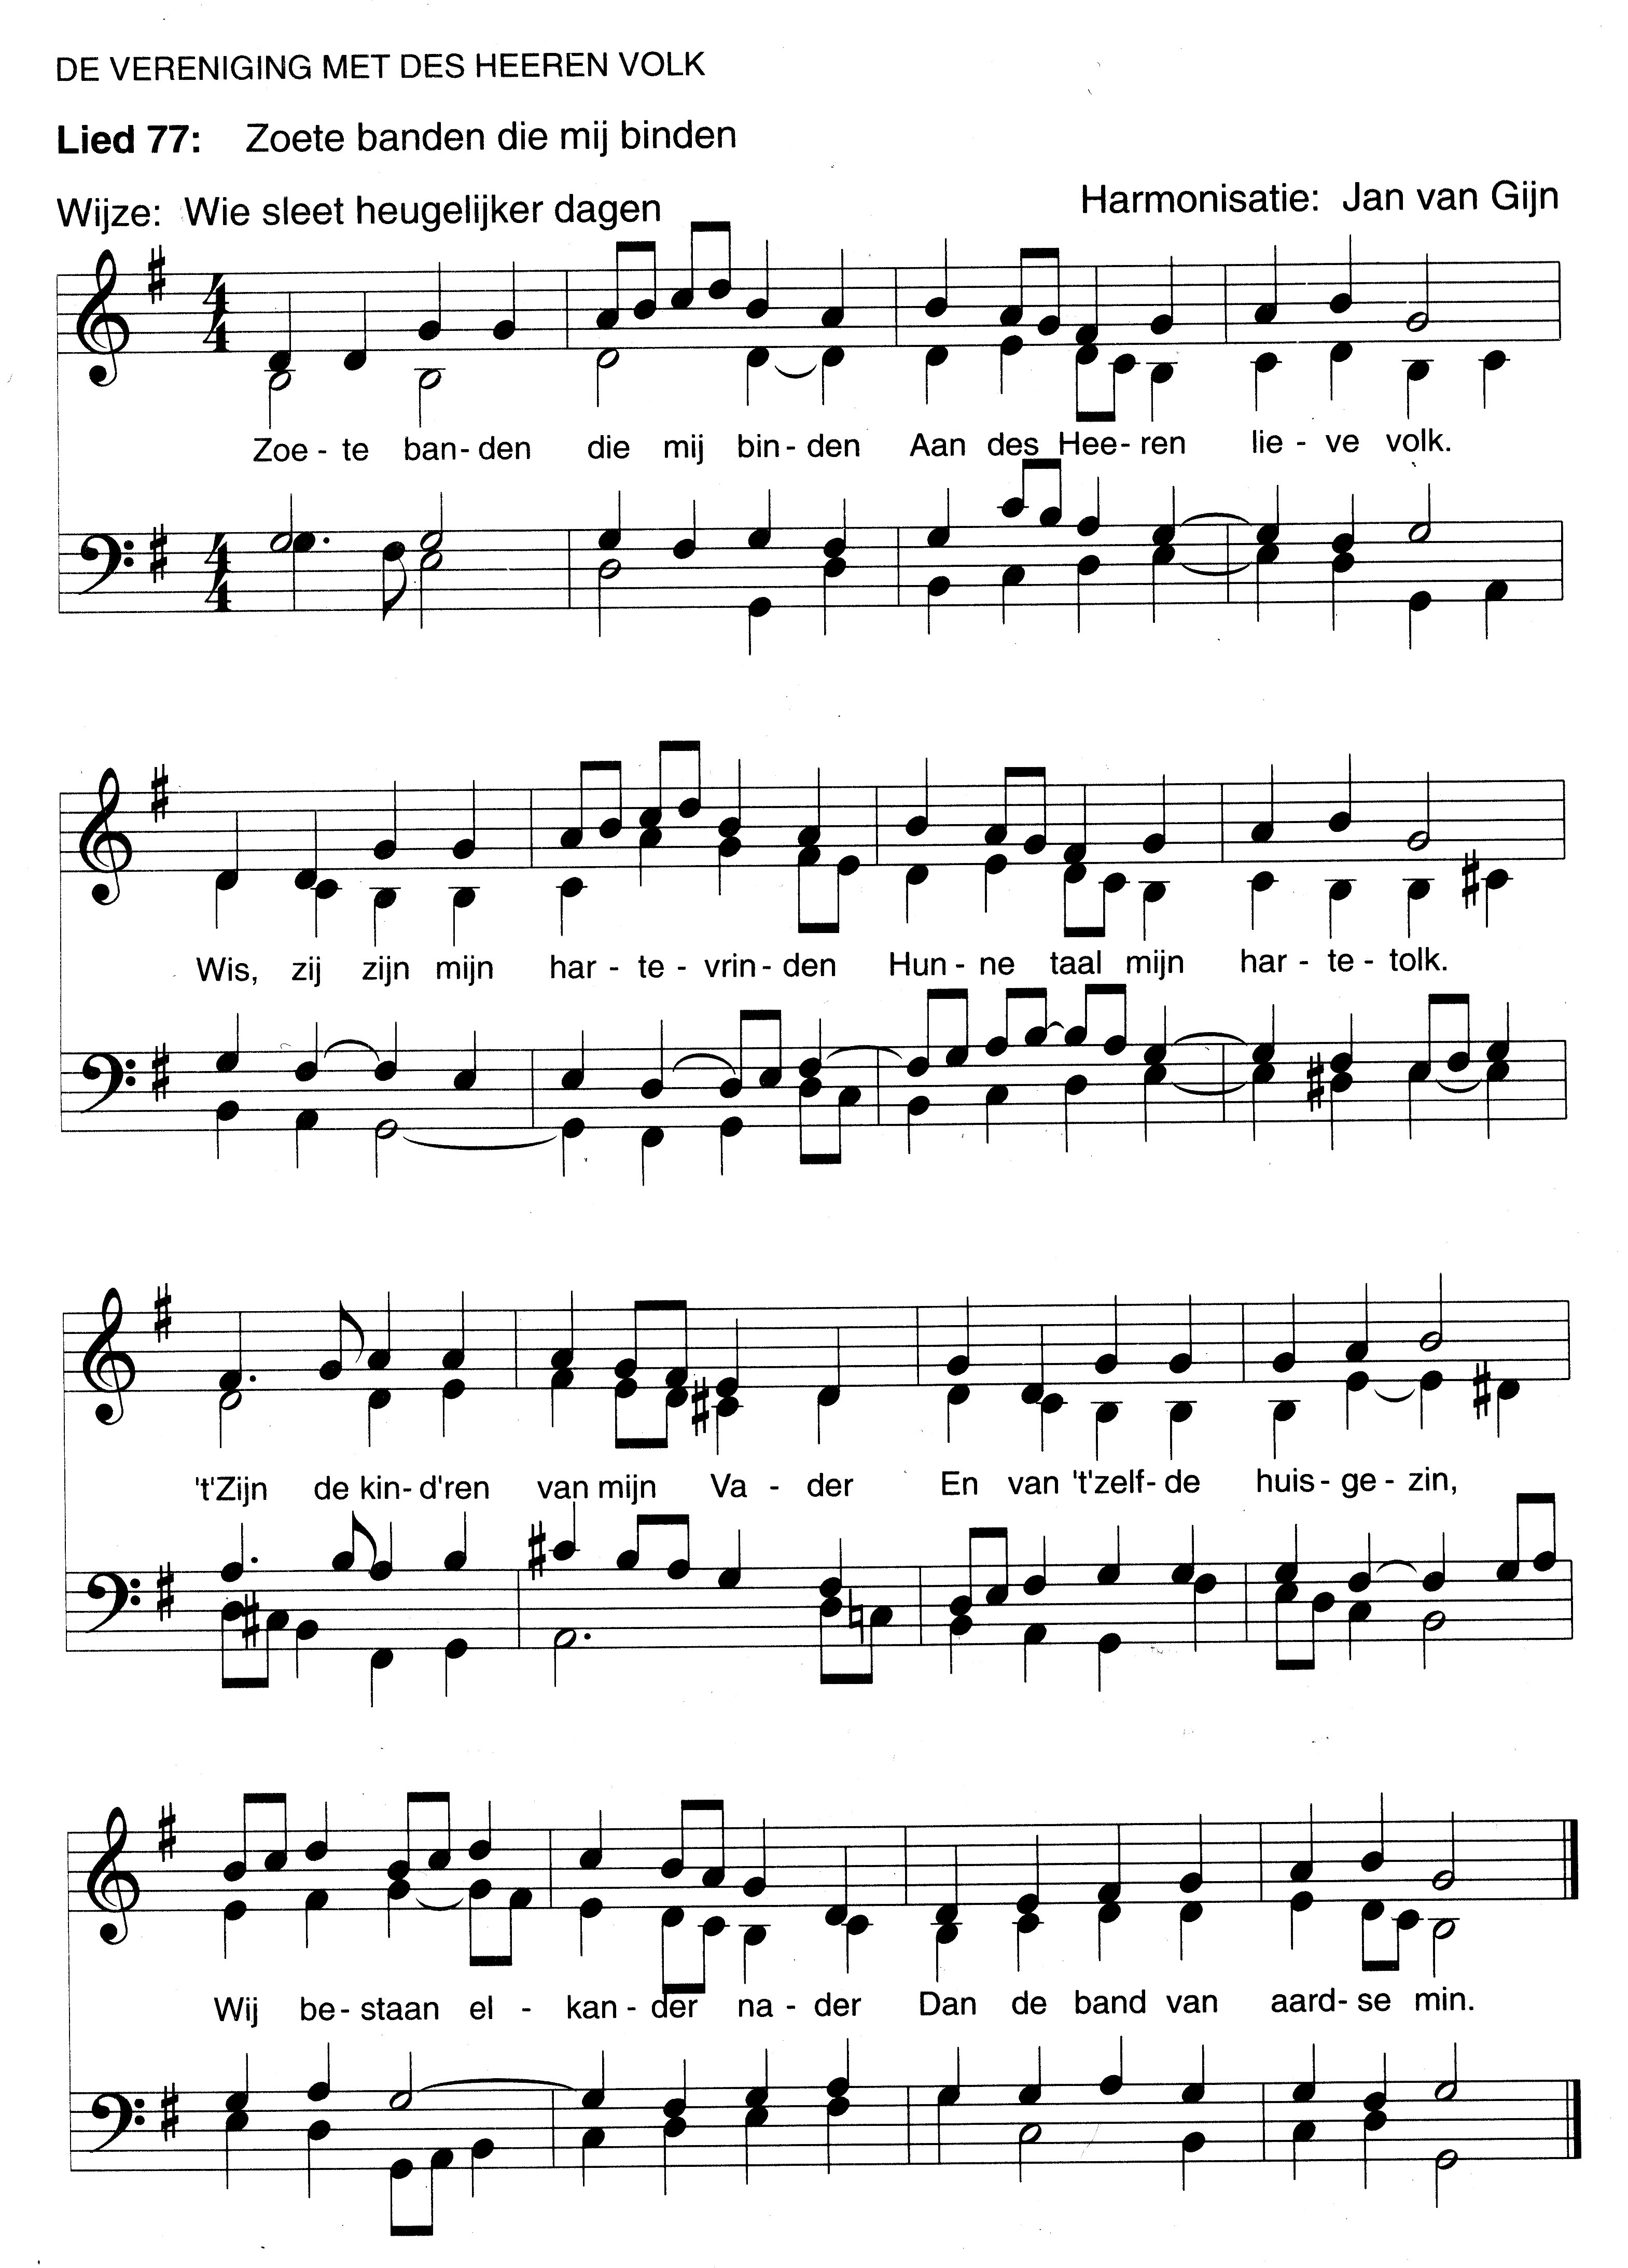 DE VERENIGING MET DES HEEREN VOLK
Lied 77: Zoete banden die mij binden
Wijze: Wie sleet heugelijker dagen
Harmonisatie: Jan van Gijn
Zoe - te ban - den die mij bin - den Aan des Hee - ren lie - ve volk.
Wis, zij zijn mijn har - te - vrin - den Hun - ne taal mijn har - te - tolk.
't'Zijn de kin - d'ren van mijn Va - der En van 't'zelf - de huis - ge - zin,
Wij be - staan el - kan - der na - der Dan de band van aard - se min.